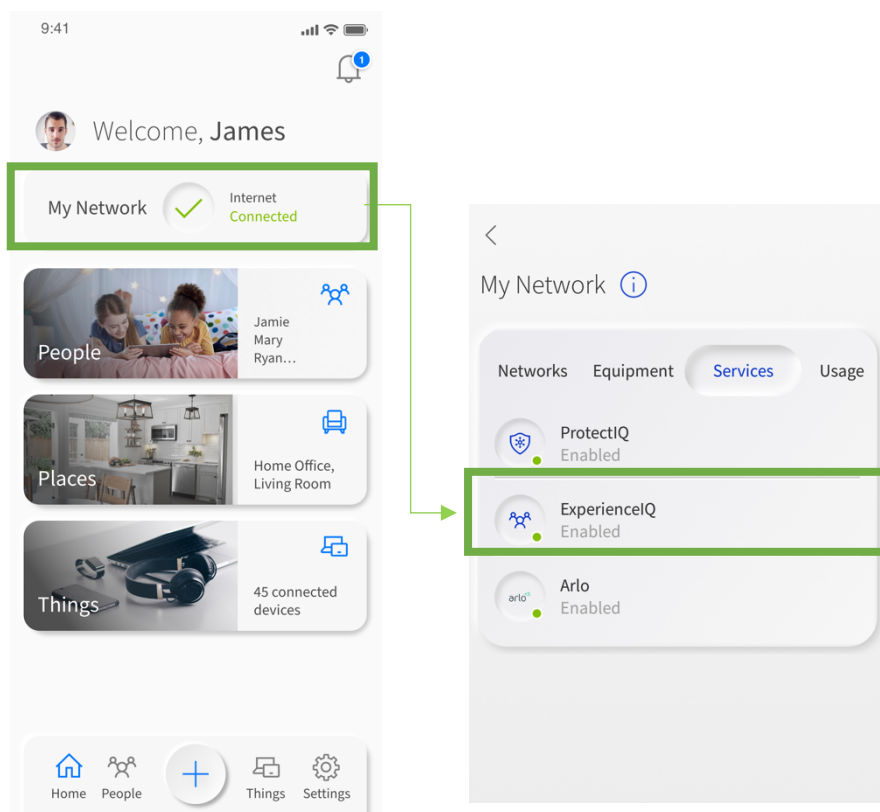 9:41
1
Welcome, James
My Network
Internet
Connected
People
Jamie
Mary
Ryan...
Places
Home Office,
Living Room
Things
45 connected
devices
Home People Things Settings
My Network i
Networks Equipment Services Usage
ProtectIQ
Enabled
ExperienceIQ
Enabled
arlo
Arlo
Enabled